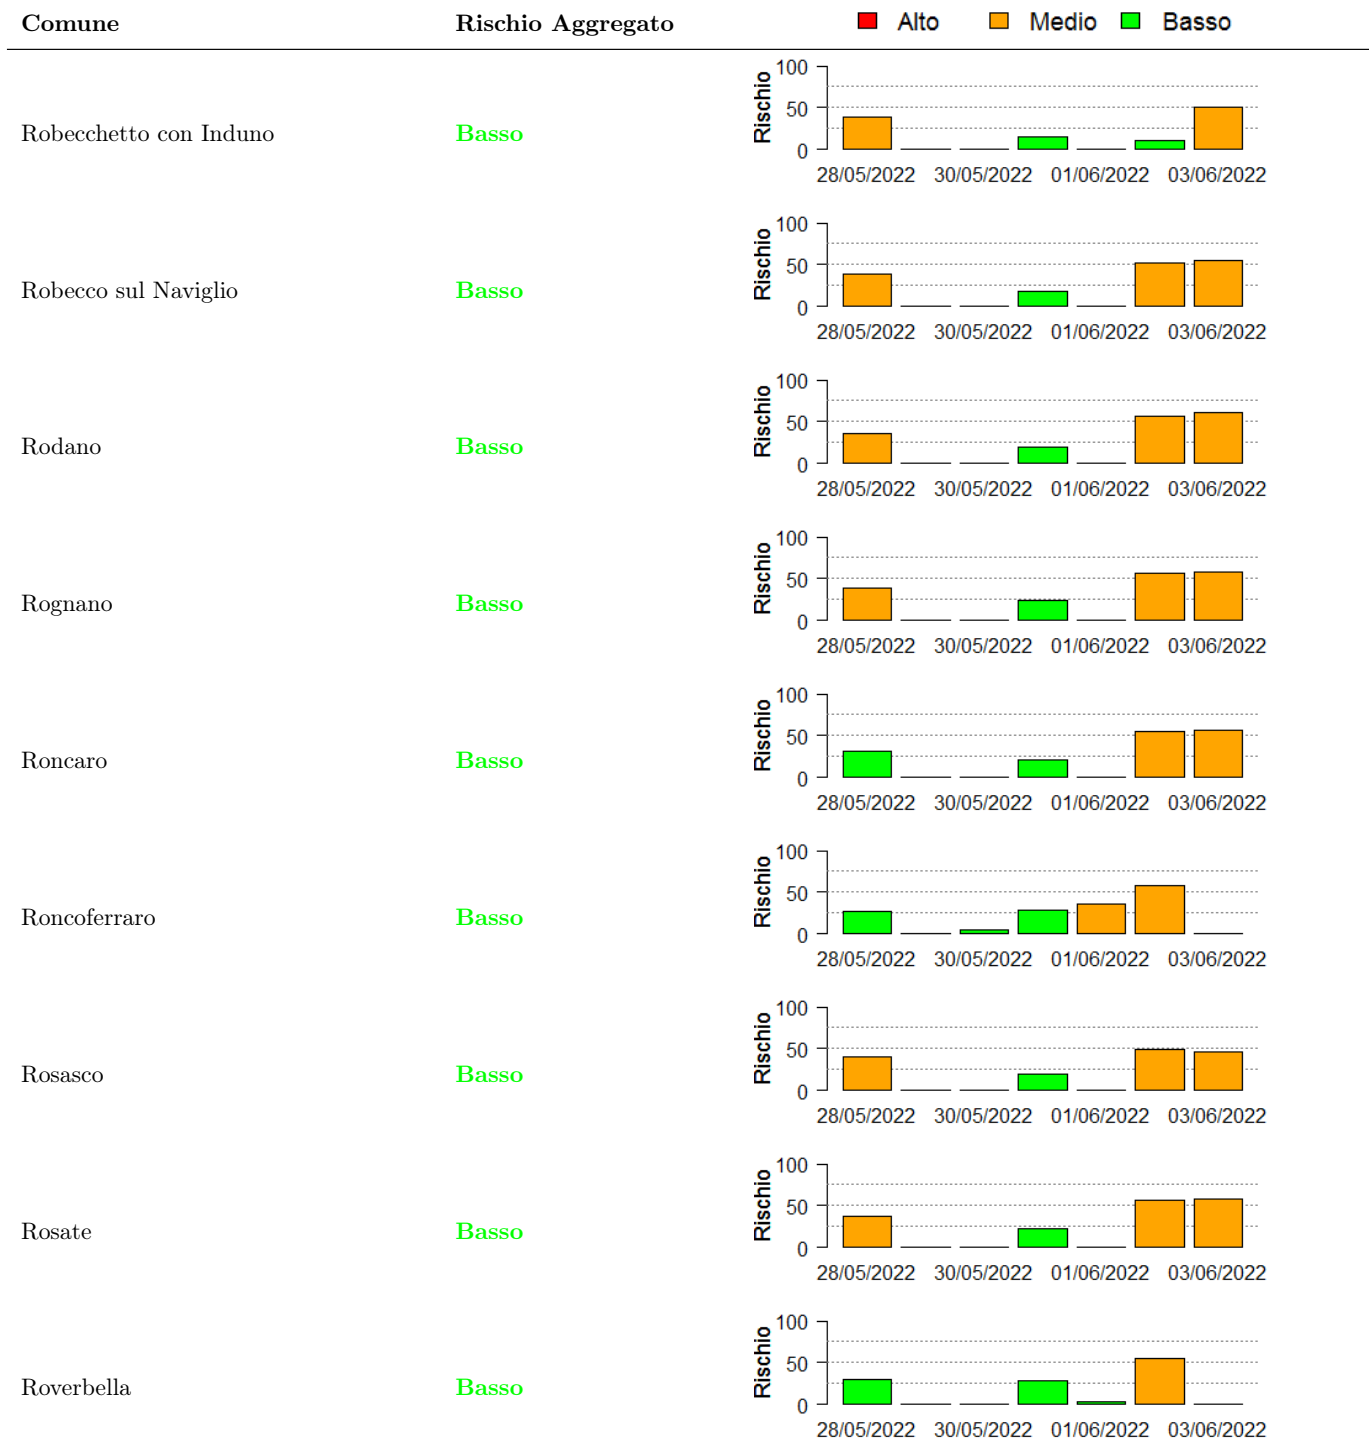 Comune Rischio Aggregato Alto Medio Basso
100
50
0
Rischio
Robecchetto con Induno Basso
28/05/2022 30/05/2022 01/06/2022 03/06/2022
100
50
0
Rischio
Robecco sul Naviglio Basso
28/05/2022 30/05/2022 01/06/2022 03/06/2022
100
50
0
Rischio
Rodano Basso
28/05/2022 30/05/2022 01/06/2022 03/06/2022
100
50
0
Rischio
Rognano Basso
28/05/2022 30/05/2022 01/06/2022 03/06/2022
100
50
0
Rischio
Roncaro Basso
28/05/2022 30/05/2022 01/06/2022 03/06/2022
100
50
0
Rischio
Roncoferraro Basso
28/05/2022 30/05/2022 01/06/2022 03/06/2022
100
50
0
Rischio
Rosasco Basso
28/05/2022 30/05/2022 01/06/2022 03/06/2022
100
50
0
Rischio
Rosate Basso
28/05/2022 30/05/2022 01/06/2022 03/06/2022
100
50
0
Rischio
Roverbella Basso
28/05/2022 30/05/2022 01/06/2022 03/06/2022